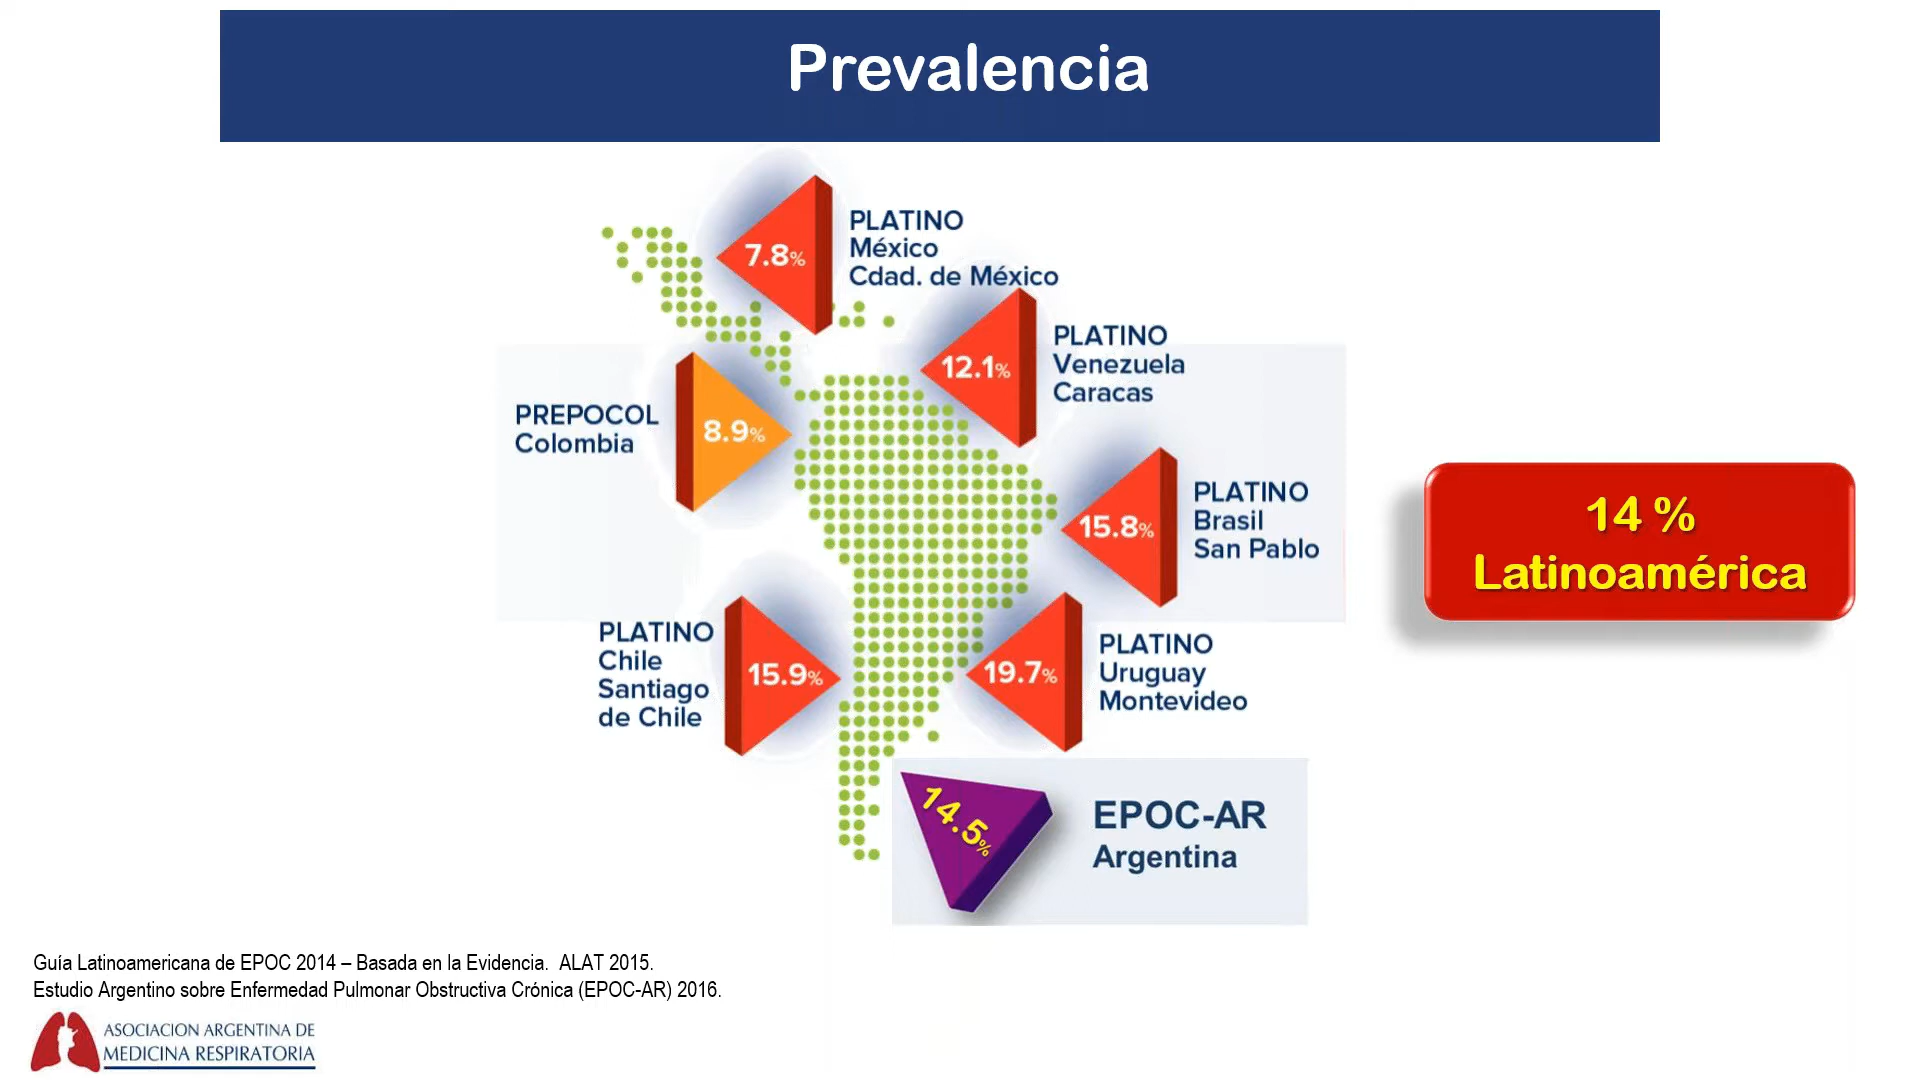 Prevalencia
7.8%
PLATINO
México
Cdad. de México
12.1%
PLATINO
Venezuela
Caracas
PREPOCOL
Colombia
8.9%
15.8%
PLATINO
Brasil
San Pablo
14 %
Latinoamérica
PLATINO
Chile
Santiago
de Chile
15.9%
19.7%
PLATINO
Uruguay
Montevideo
14.5%
EPOC-AR
Argentina
Guía Latinoamericana de EPOC 2014 – Basada en la Evidencia. ALAT 2015.
Estudio Argentino sobre Enfermedad Pulmonar Obstructiva Crónica (EPOC-AR) 2016.
ASOCIACION ARGENTINA DE
MEDICINA RESPIRATORIA